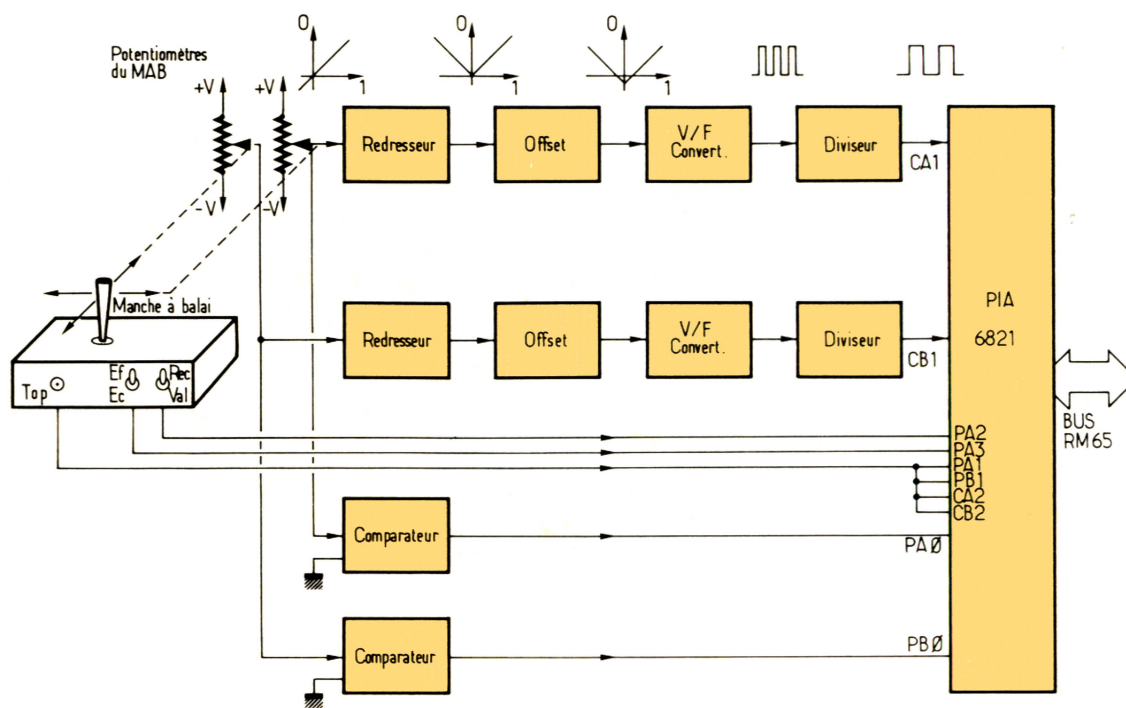 Potentiomètres
du MAB
0
0
0
1
1
1
+V
+V
-V
-V
Redresseur
Offset
V/F
Convert.
Diviseur
CA1
Manche à balai
Redresseur
Offset
V/F
Convert.
Diviseur
CB1
PIA
6821
Top
Ef
Ec
Rec
Val
BUS
RM65
PA2
PA3
PA1
PB1
CA2
CB2
Comparateur
PAØ
Comparateur
PBØ